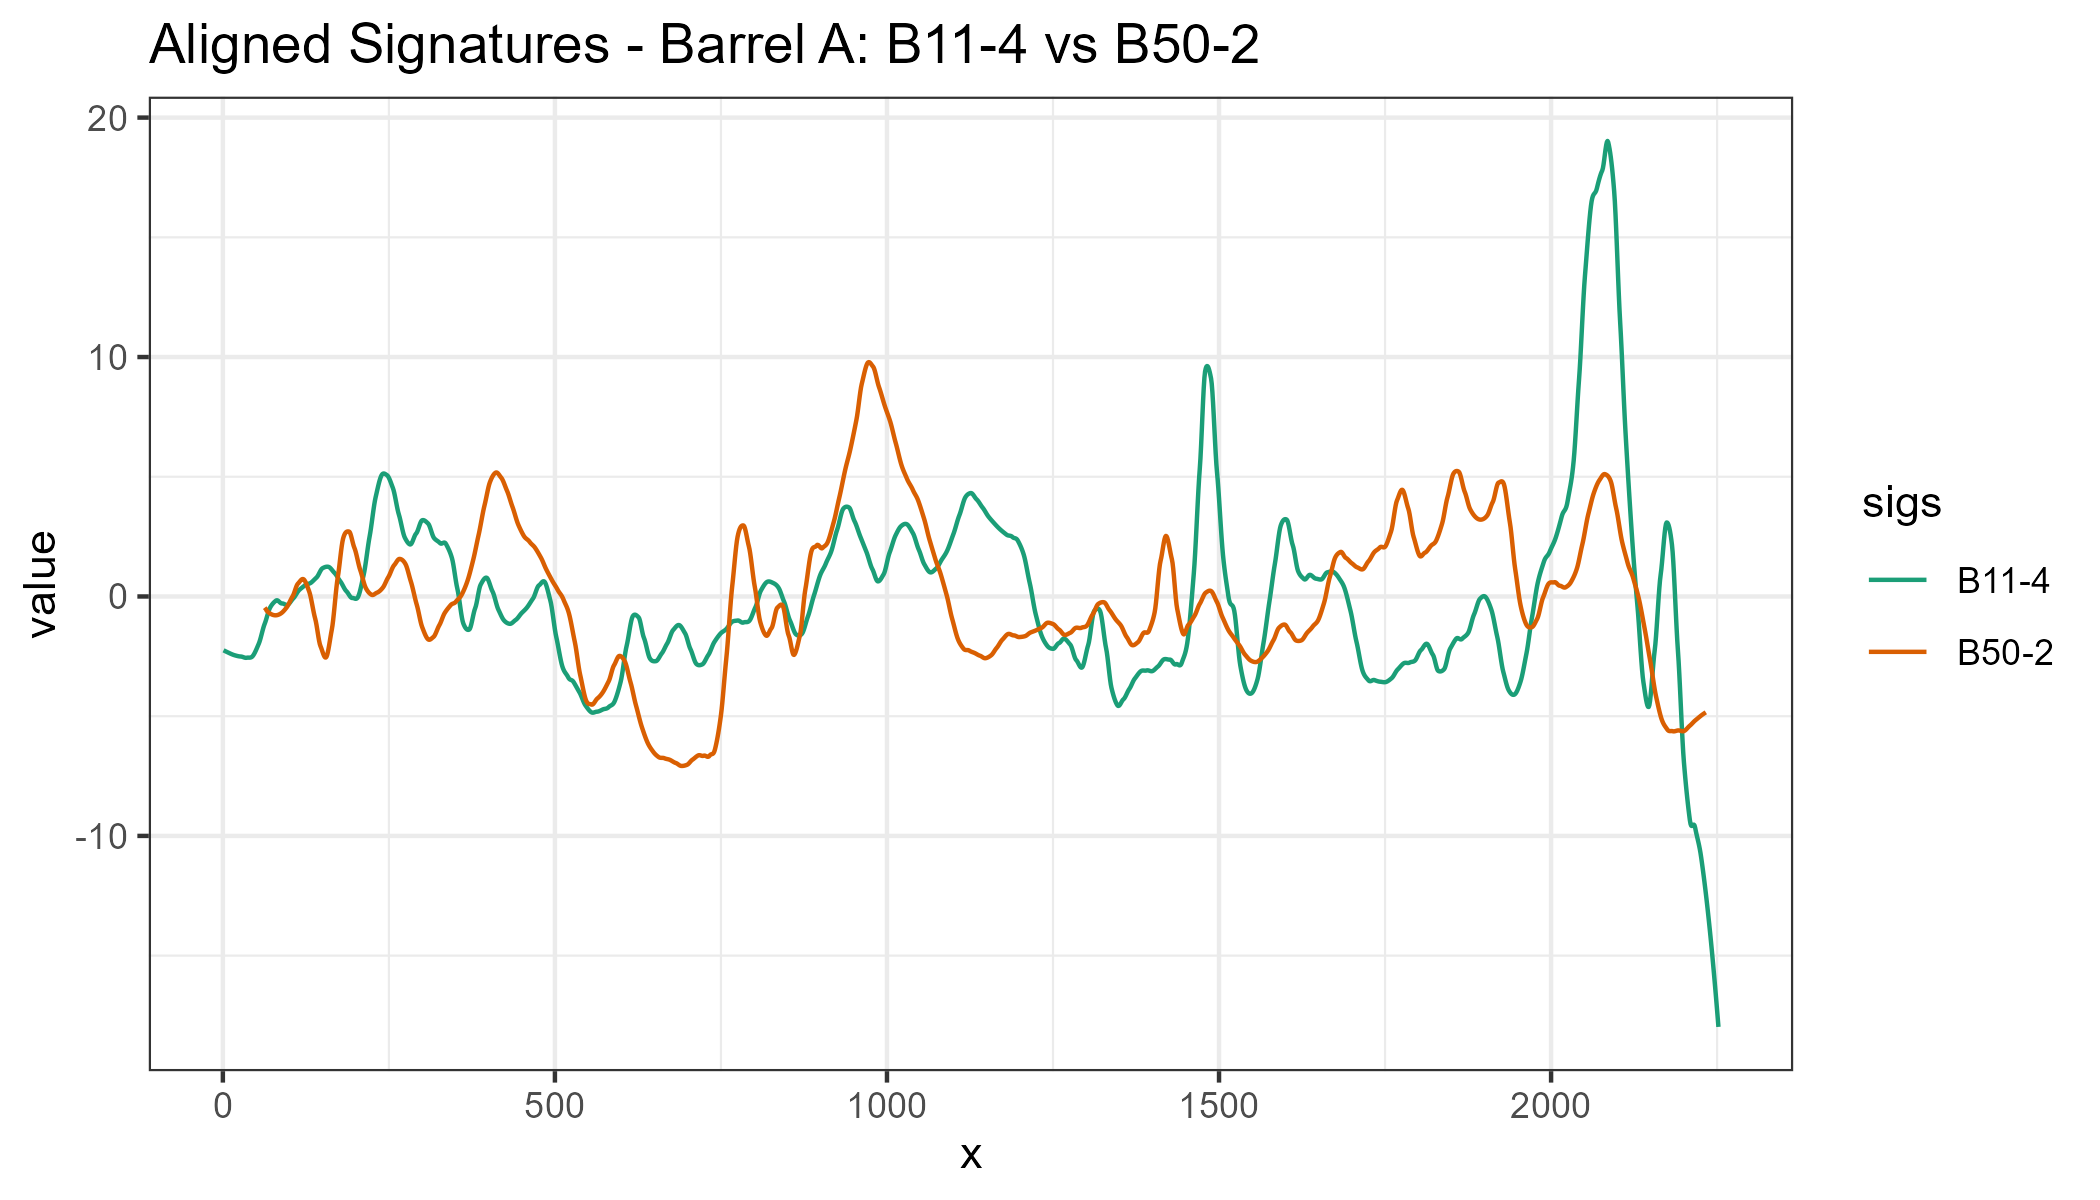 Aligned Signatures - Barrel A: B11-4 vs B50-2
20
10
0
-10
value
0 500 1000 1500 2000
x
sigs
B11-4
B50-2